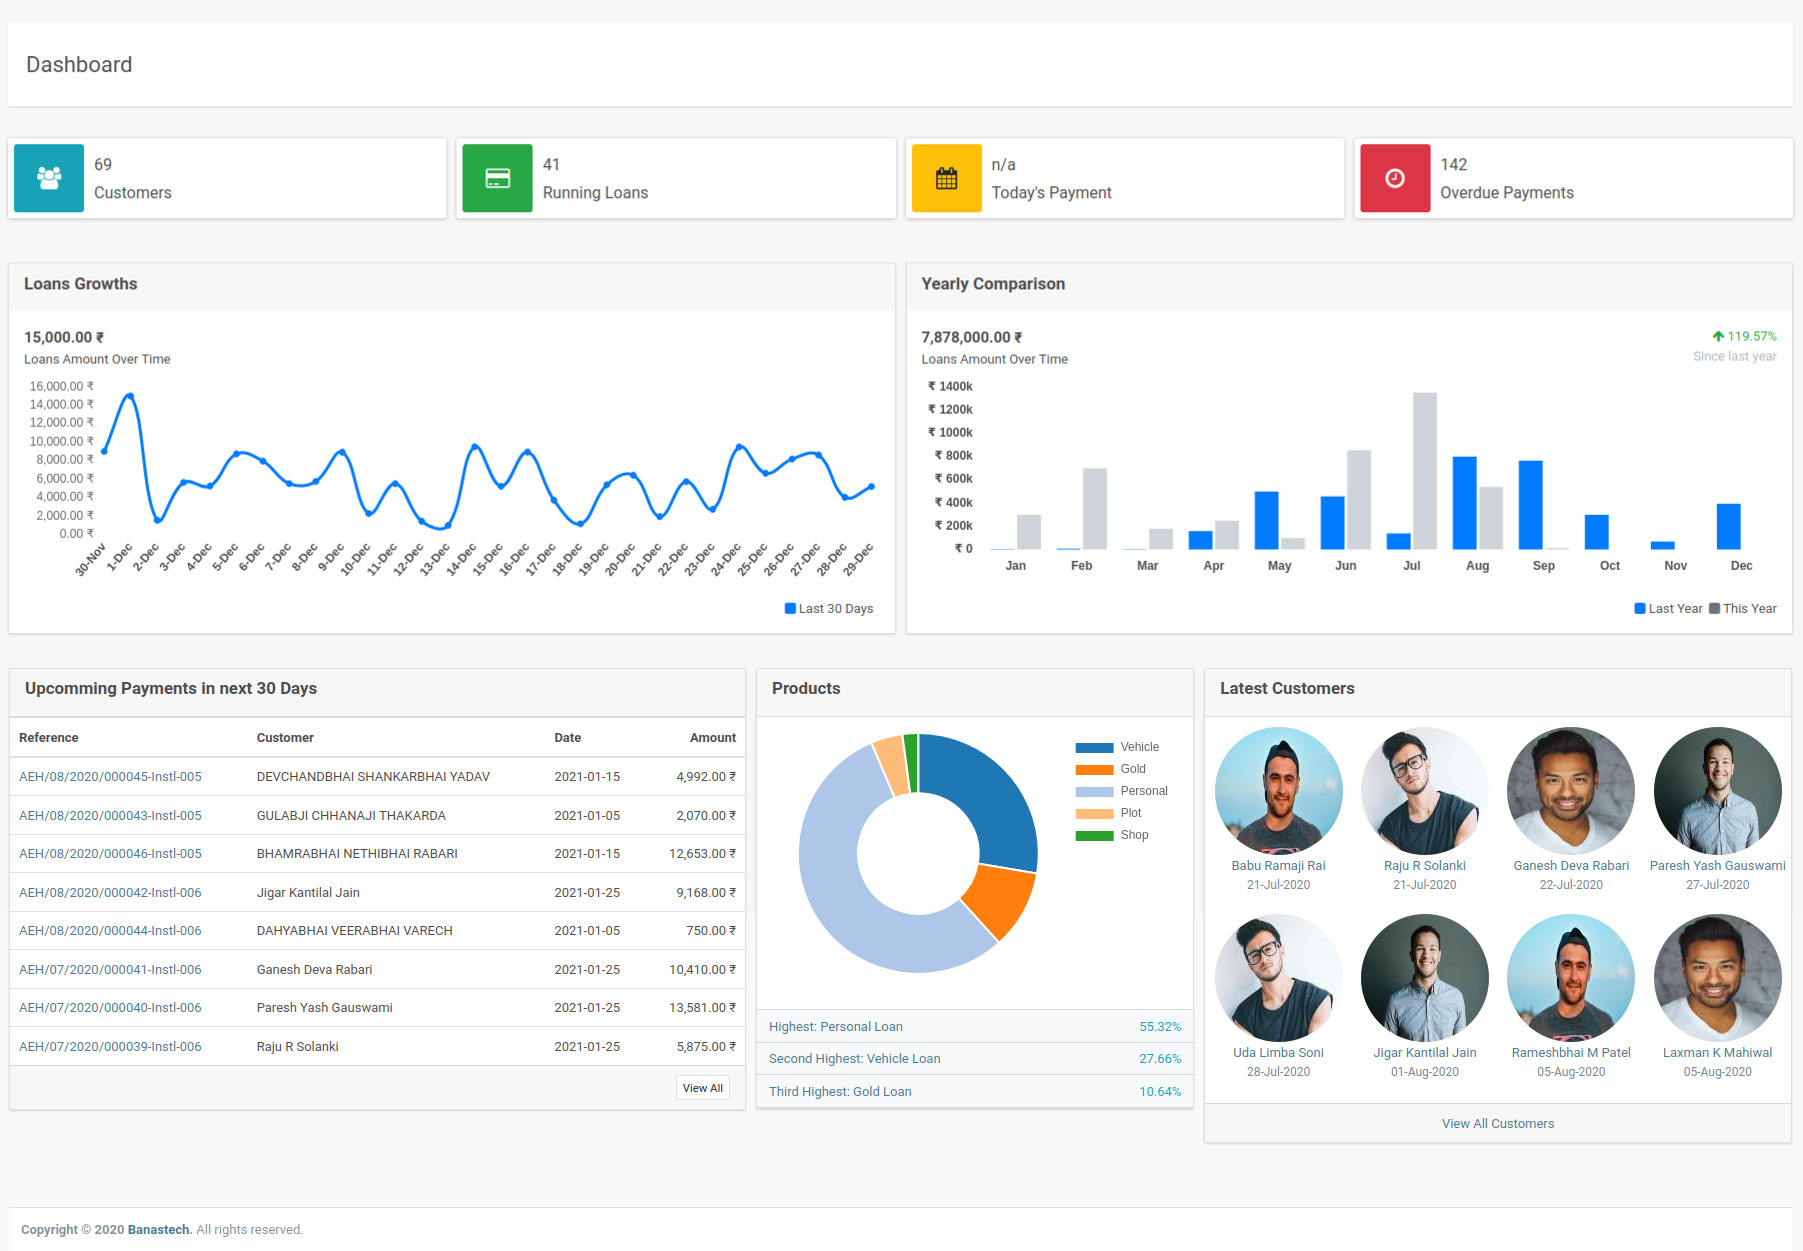 Dashboard
69
Customers
41
Running Loans
n/a
Today's Payment
142
Overdue Payments
Loans Growths
15,000.00 ₹
Loans Amount Over Time
16,000.00 ₹
14,000.00 ₹
12,000.00 ₹
10,000.00 ₹
8,000.00 ₹
6,000.00 ₹
4,000.00 ₹
2,000.00 ₹
0.00 ₹
30-Nov 1-Dec 2-Dec 3-Dec 4-Dec 5-Dec 6-Dec 7-Dec 8-Dec 9-Dec 10-Dec 11-Dec 12-Dec 13-Dec 14-Dec 15-Dec 16-Dec 17-Dec 18-Dec 19-Dec 20-Dec 21-Dec 22-Dec 23-Dec 24-Dec 25-Dec 26-Dec 27-Dec 28-Dec 29-Dec
Last 30 Days
Yearly Comparison
7,878,000.00 ₹
119.57%
Loans Amount Over Time
Since last year
₹ 1400k
₹ 1200k
₹ 1000k
₹ 800k
₹ 600k
₹ 400k
₹ 200k
₹ 0
Jan Feb Mar Apr May Jun Jul Aug Sep Oct Nov Dec
Last Year This Year
Upcomming Payments in next 30 Days
Reference Customer Date Amount
AEH/08/2020/000045-Instl-005 DEVCHANDBHAI SHANKARBHAI YADAV 2021-01-15 4,992.00 ₹
AEH/08/2020/000043-Instl-005 GULABJI CHHANAJI THAKARDA 2021-01-05 2,070.00 ₹
AEH/08/2020/000046-Instl-005 BHAMRABHAI NETHIBHAI RABARI 2021-01-15 12,653.00 ₹
AEH/08/2020/000042-Instl-006 Jigar Kantilal Jain 2021-01-25 9,168.00 ₹
AEH/08/2020/000044-Instl-006 DAHYABHAI VEERABHAI VARECH 2021-01-05 750.00 ₹
AEH/07/2020/000041-Instl-006 Ganesh Deva Rabari 2021-01-25 10,410.00 ₹
AEH/07/2020/000040-Instl-006 Paresh Yash Gauswami 2021-01-25 13,581.00 ₹
AEH/07/2020/000039-Instl-006 Raju R Solanki 2021-01-25 5,875.00 ₹
View All
Products
Vehicle
Gold
Personal
Plot
Shop
Highest: Personal Loan 55.32%
Second Highest: Vehicle Loan 27.66%
Third Highest: Gold Loan 10.64%
Latest Customers
Babu Ramaji Rai Raju R Solanki Ganesh Deva Rabari Paresh Yash Gauswami
21-Jul-2020 21-Jul-2020 22-Jul-2020 27-Jul-2020
Uda Limba Soni Jigar Kantilal Jain Rameshbhai M Patel Laxman K Mahiwal
28-Jul-2020 01-Aug-2020 05-Aug-2020 05-Aug-2020
View All Customers
Copyright © 2020 Banastech. All rights reserved.